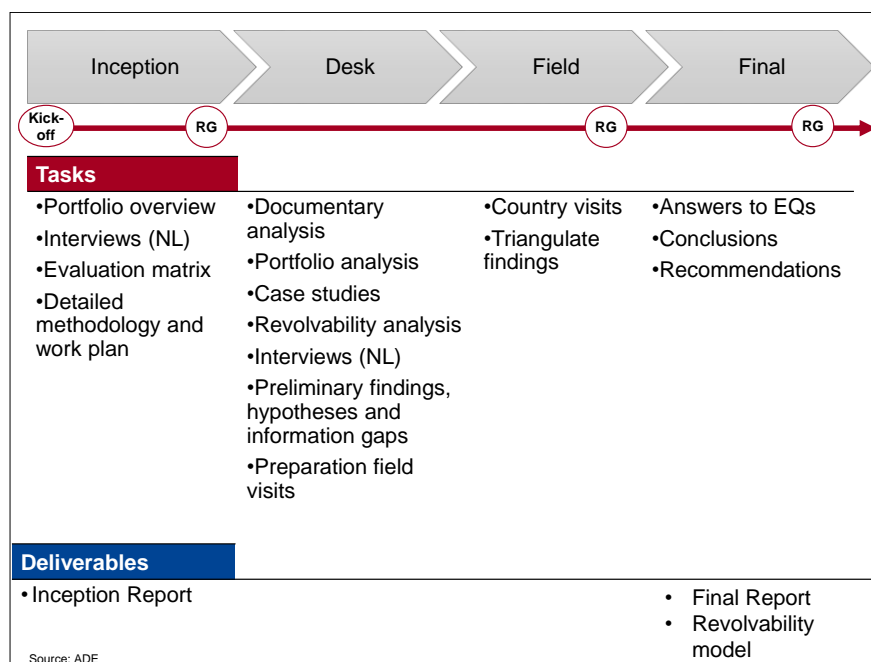 Inception
Desk
Field
Final
Kick-
off
RG
RG
RG
Tasks
•Portfolio overview
•Interviews (NL)
•Evaluation matrix
•Detailed
methodology and
work plan
•Documentary
analysis
•Portfolio analysis
•Case studies
•Revolvability analysis
•Interviews (NL)
•Preliminary findings,
hypotheses and
information gaps
•Preparation field
visits
•Country visits
•Triangulate
findings
•Answers to EQs
•Conclusions
•Recommendations
Deliverables
•Inception Report
• Final Report
• Revolvability
model
Source: ADE